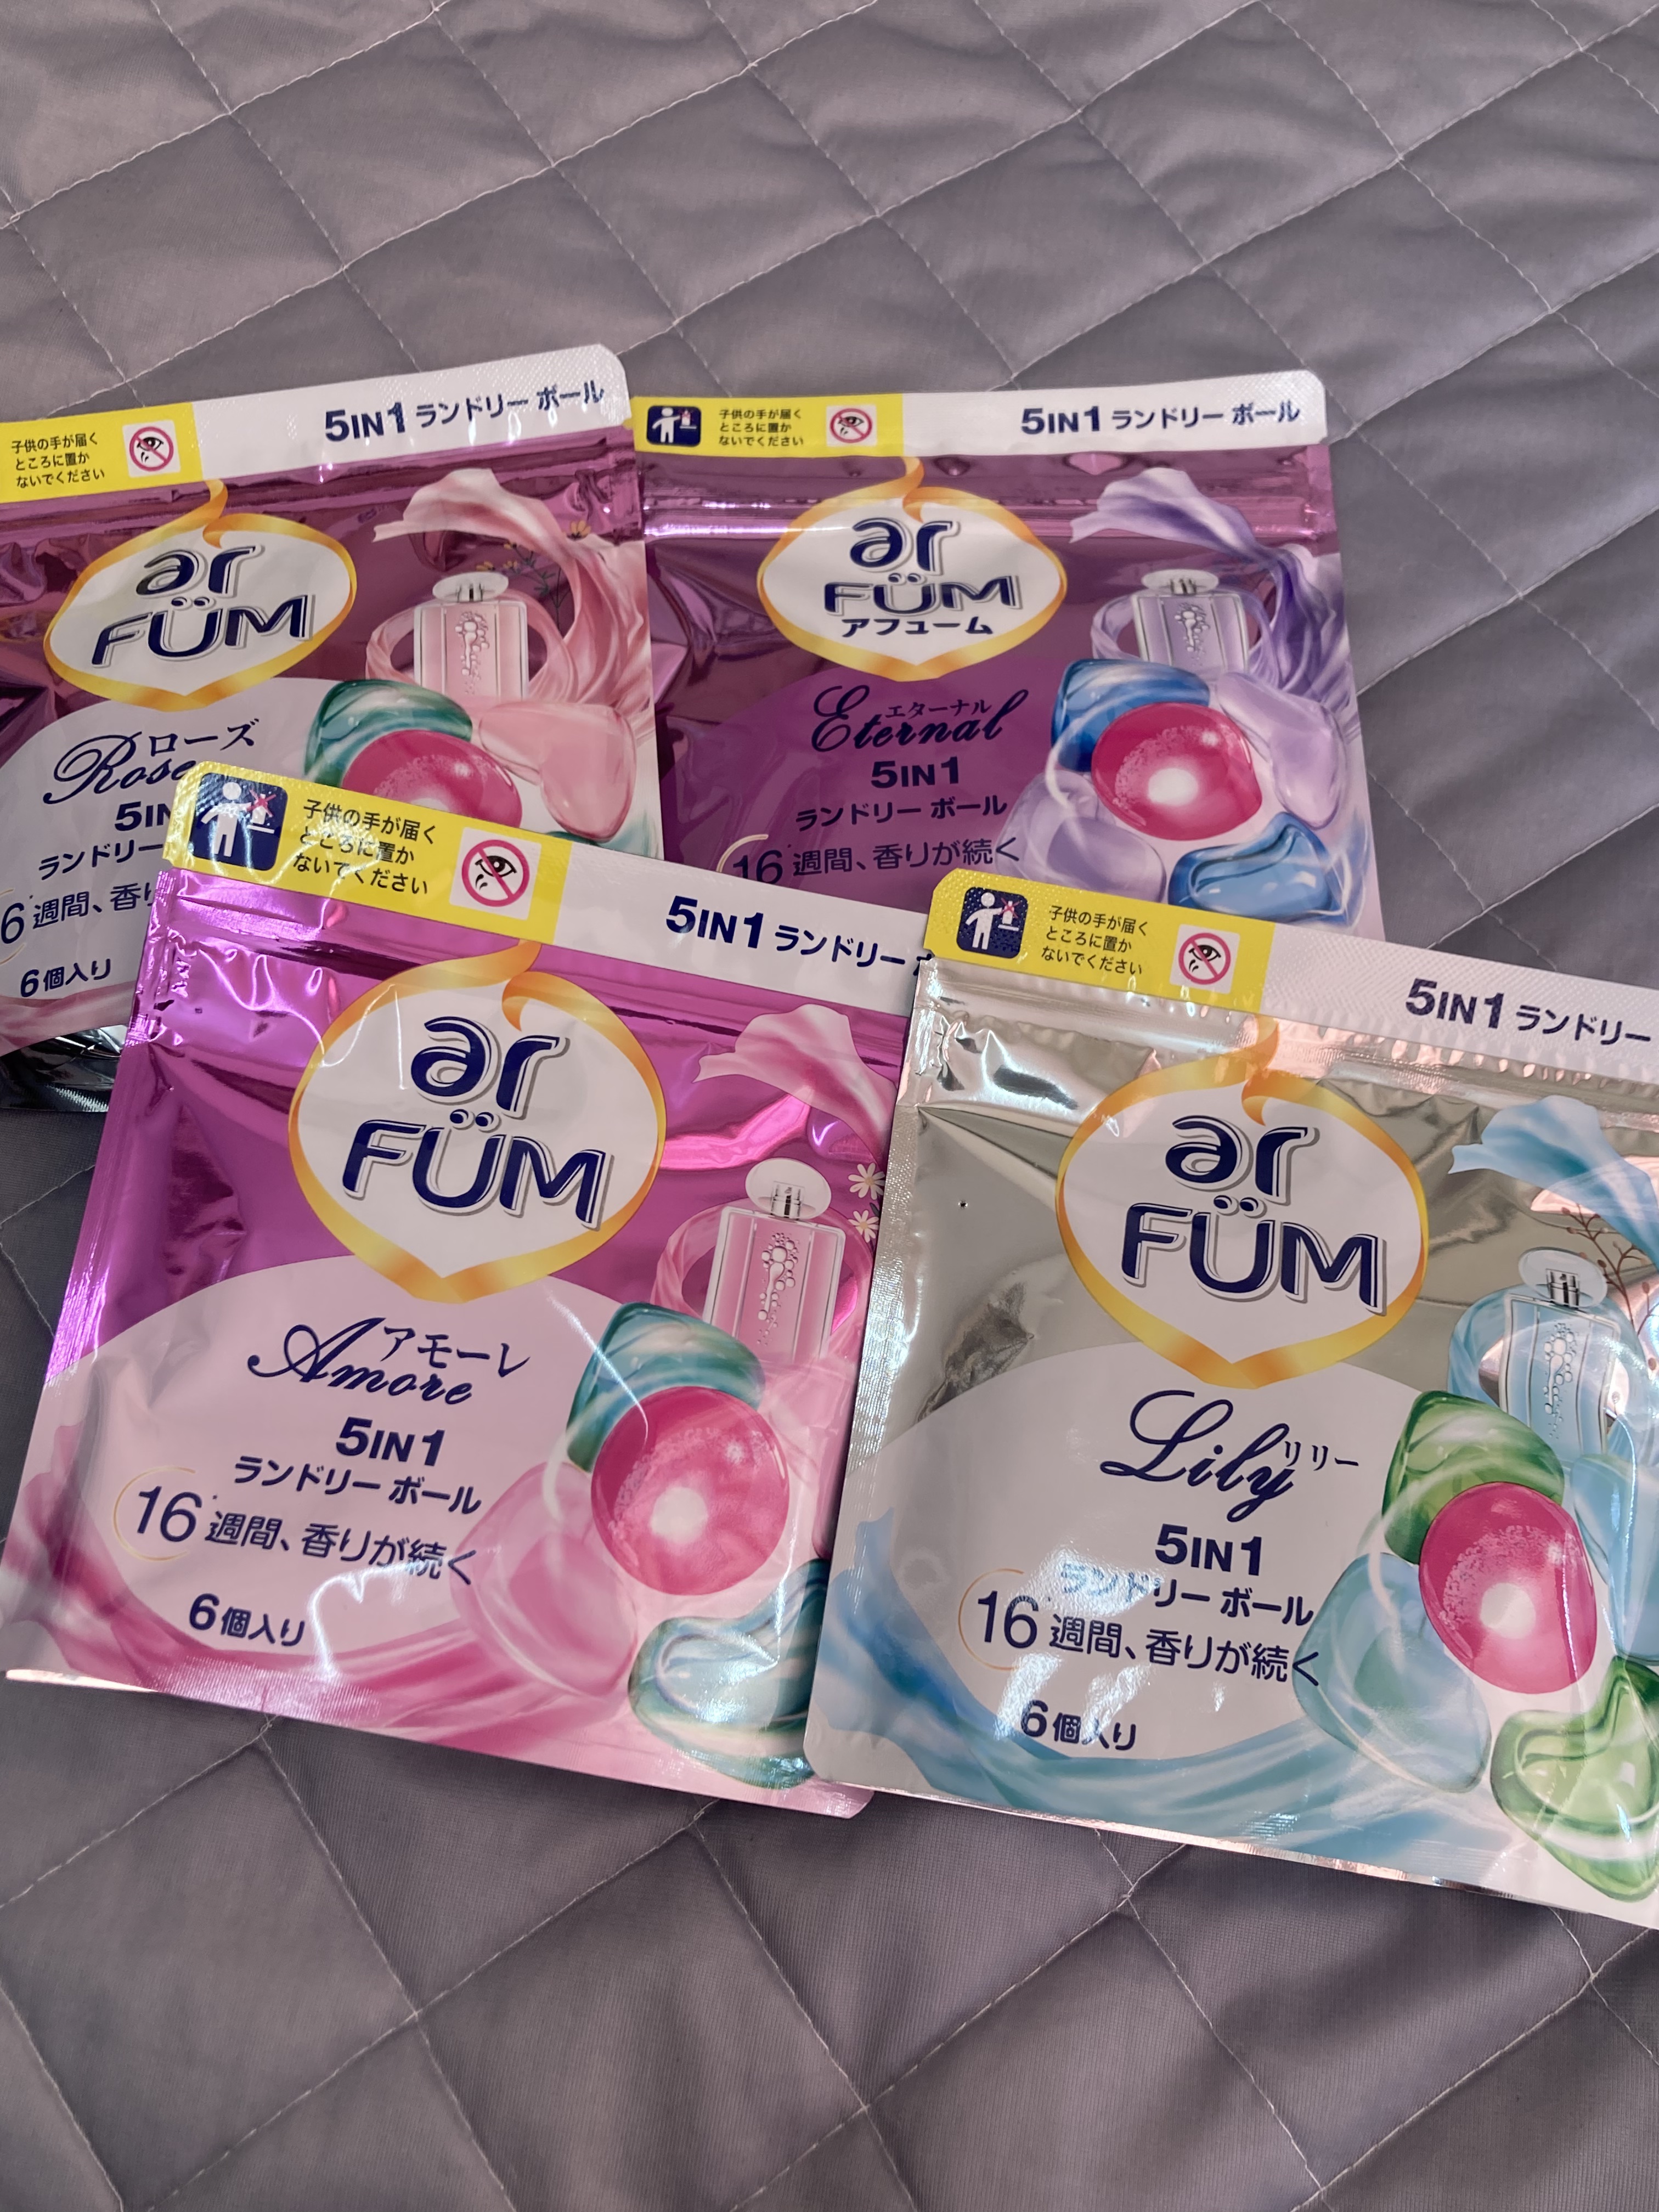 子供の手が届く
ところに置か
ないでください
5IN1 ランドリー ボール
ar
FÜM
ローズ
Rose
ランドリー
週間、香り
6個入り
子供の手が届く
ところに置か
ないでください
5IN1 ランドリー ボール
ar
FÜM
アフューム
エターナル
Eternal
5IN1
ランドリー ボール
16 週間、香りが続く
子供の手が届く
ところに置か
ないでください
5IN1 ランドリー
ar
FÜM
アモーレ
Amore
5IN1
ランドリー ボール
16 週間、香りが続く
6個入り
子供の手が届く
ところに置か
ないでください
5IN1 ランドリー
ar
FÜM
Lily リリー
5IN1
ランドリー ボール
16 週間、香りが続く
6個入り